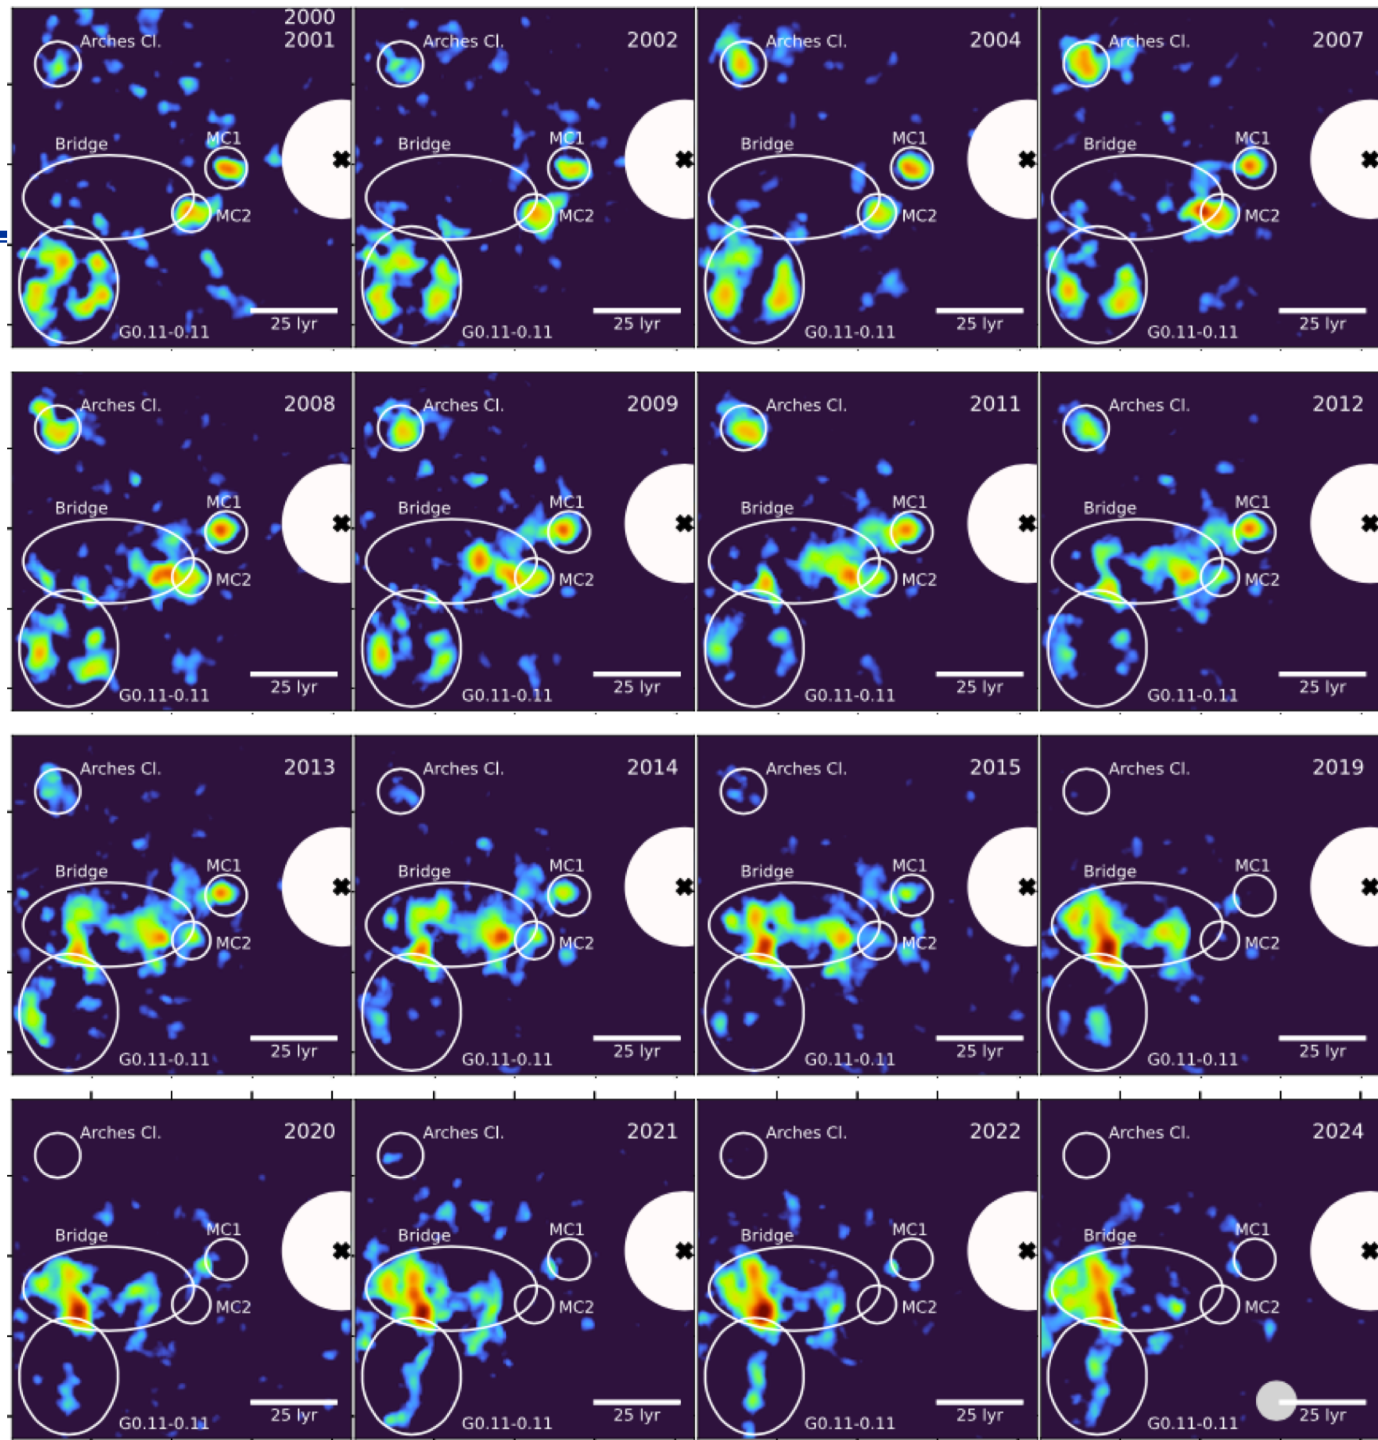 2000
Arches Cl. 2001
Bridge
MC1
MC2
25 lyr
G0.11-0.11
Arches Cl. 2002
Bridge
MC1
MC2
25 lyr
G0.11-0.11
Arches Cl. 2004
Bridge
MC1
MC2
25 lyr
G0.11-0.11
Arches Cl. 2007
Bridge
MC1
MC2
25 lyr
G0.11-0.11
Arches Cl. 2008
Bridge
MC1
MC2
25 lyr
G0.11-0.11
Arches Cl. 2009
Bridge
MC1
MC2
25 lyr
G0.11-0.11
Arches Cl. 2011
Bridge
MC1
MC2
25 lyr
G0.11-0.11
Arches Cl. 2012
Bridge
MC1
MC2
25 lyr
G0.11-0.11
Arches Cl. 2013
Bridge
MC1
MC2
25 lyr
G0.11-0.11
Arches Cl. 2014
Bridge
MC1
MC2
25 lyr
G0.11-0.11
Arches Cl. 2015
Bridge
MC1
MC2
25 lyr
G0.11-0.11
Arches Cl. 2019
Bridge
MC1
MC2
25 lyr
G0.11-0.11
Arches Cl. 2020
Bridge
MC1
MC2
25 lyr
G0.11-0.11
Arches Cl. 2021
Bridge
MC1
MC2
25 lyr
G0.11-0.11
Arches Cl. 2022
Bridge
MC1
MC2
25 lyr
G0.11-0.11
Arches Cl. 2024
Bridge
MC1
MC2
25 lyr
G0.11-0.11